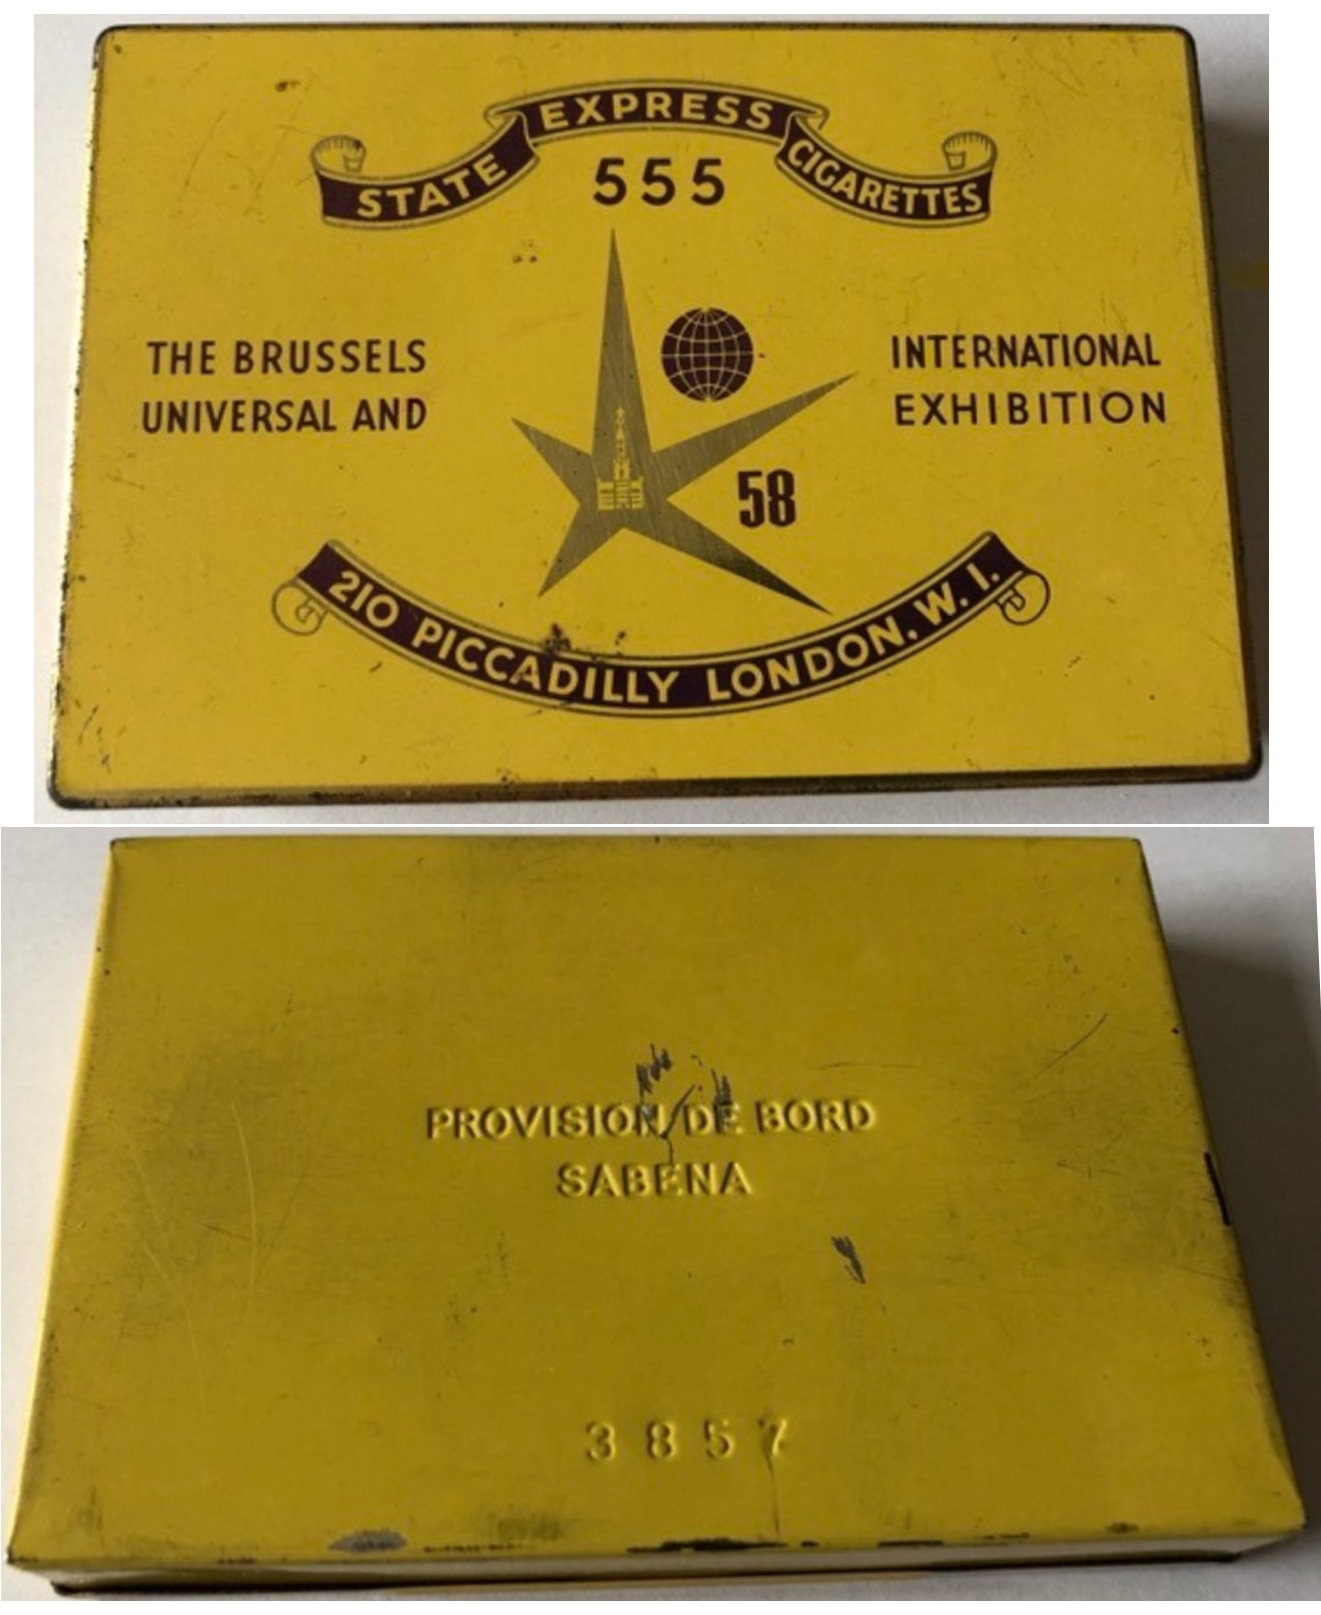 STATE EXPRESS CIGARETTES
555
THE BRUSSELS
UNIVERSAL AND
INTERNATIONAL
EXHIBITION
58
210 PICCADILLY LONDON. W. I.
PROVISION DE BORD
SABENA
3857